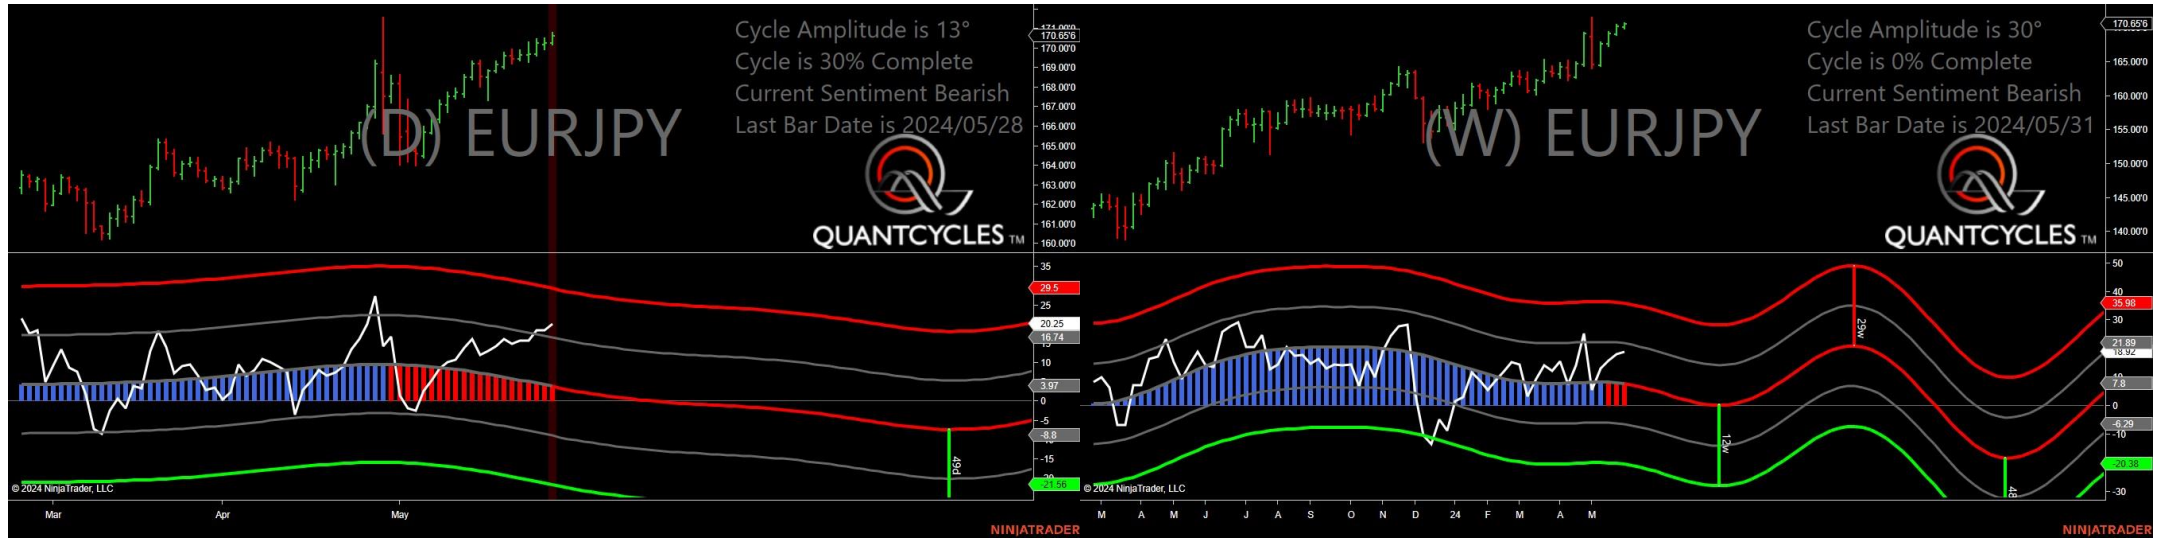 Cycle Amplitude is 13°
Cycle is 30% Complete
Current Sentiment Bearish
Last Bar Date is 2024/05/28
(D) EURJPY
QUANTCYCLES TM
170.65'6
170.00'0
169.00'0
168.00'0
167.00'0
166.00'0
165.00'0
164.00'0
163.00'0
162.00'0
161.00'0
160.00'0
35
29.5
25
20.25
16.74
10
3.97
0
-5
-8.8
-15
-21.56
49d
© 2024 NinjaTrader, LLC
Mar Apr May
NINJATRADER
Cycle Amplitude is 30°
Cycle is 0% Complete
Current Sentiment Bearish
Last Bar Date is 2024/05/31
(W) EURJPY
QUANTCYCLES TM
170.65'6
165.00'0
160.00'0
155.00'0
150.00'0
145.00'0
140.00'0
50
40
35.98
30
21.89
18.92
7.8
0
-6.29
-10
-20.38
-30
29w
12w
48
© 2024 NinjaTrader, LLC
M A M J J A S O N D 24 F M A M
NINJATRADER